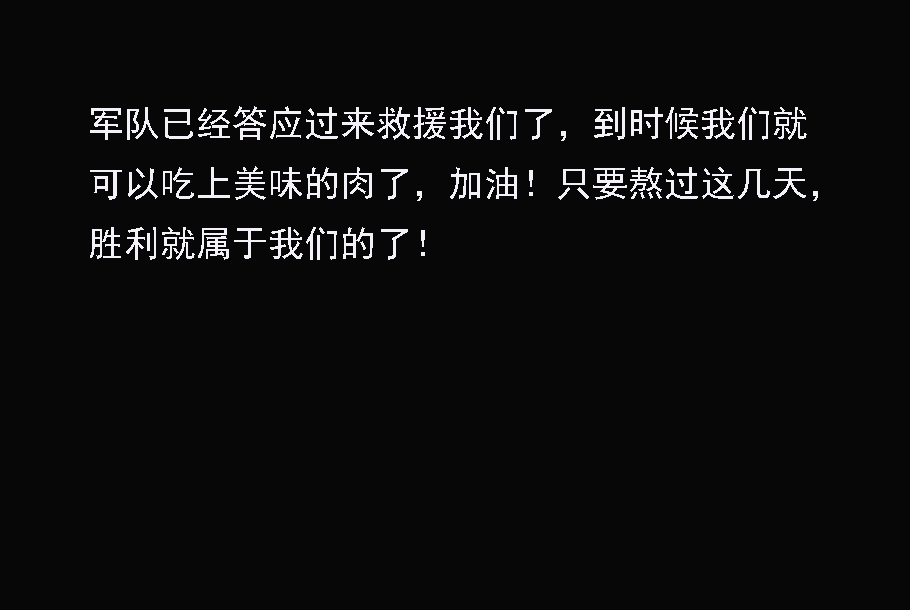 军队已经答应过来救援我们了，到时候我们就
可以吃上美味的肉了，加油！只要熬过这几天，
胜利就属于我们的了！